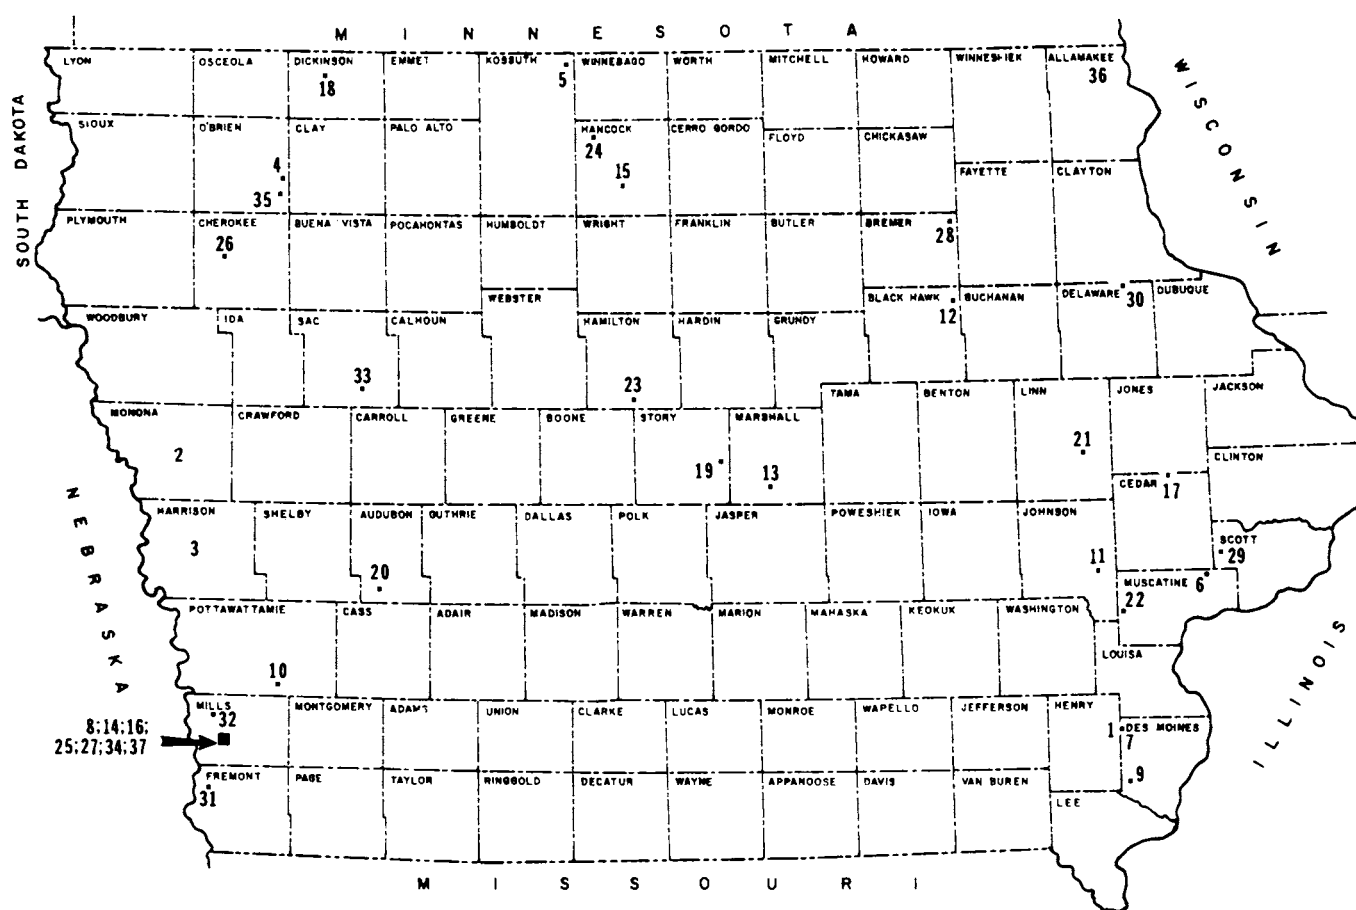 M I N N E S O T A
LYON OSCEOLA DICKINSON EMMET KOSSUTH WINNEBAGO WORTH MITCHELL HOWARD WINNESHIEK ALLAMAKEE
18 5 36
SIOUX O'BRIEN CLAY PALO ALTO HANCOCK CERRO GORDO FLOYD CHICKASAW
24
4 15
35
FAYETTE CLAYTON
PLYMOUTH CHEROKEE BUENA VISTA POCAHONTAS HUMBOLDT WRIGHT FRANKLIN BUTLER BREMER
26 28
WEBSTER BLACK HAWK BUCHANAN DELAWARE DUBUQUE
12 30
WOODBURY IDA SAC CALHOUN HAMILTON HARDIN GRUNDY
33 23
MONONA CRAWFORD CARROLL GREENE BOONE STORY MARSHALL TAMA BENTON LINN JONES JACKSON
2 19 13 21
CLINTON
CEDAR
17
HARRISON SHELBY AUDUBON GUTHRIE DALLAS POLK JASPER POWESHIEK IOWA JOHNSON
3 20 11
SCOTT
29
MUSCATINE 6
22
POTTAWATTAMIE CASS ADAIR MADISON WARREN MARION MAHASKA KEOKUK WASHINGTON
10
LOUISA
MILLS MONTGOMERY ADAMS UNION CLARKE LUCAS MONROE WAPELLO JEFFERSON HENRY
32
8;14;16;
25;27;34;37
1 DES MOINES
7
9
FREMONT PAGE TAYLOR RINGGOLD DECATUR WAYNE APPANOOSE DAVIS VAN BUREN
31
LEE
M I S S O U R I
SOUTH DAKOTA
NEBRASKA
WISCONSIN
ILLINOIS